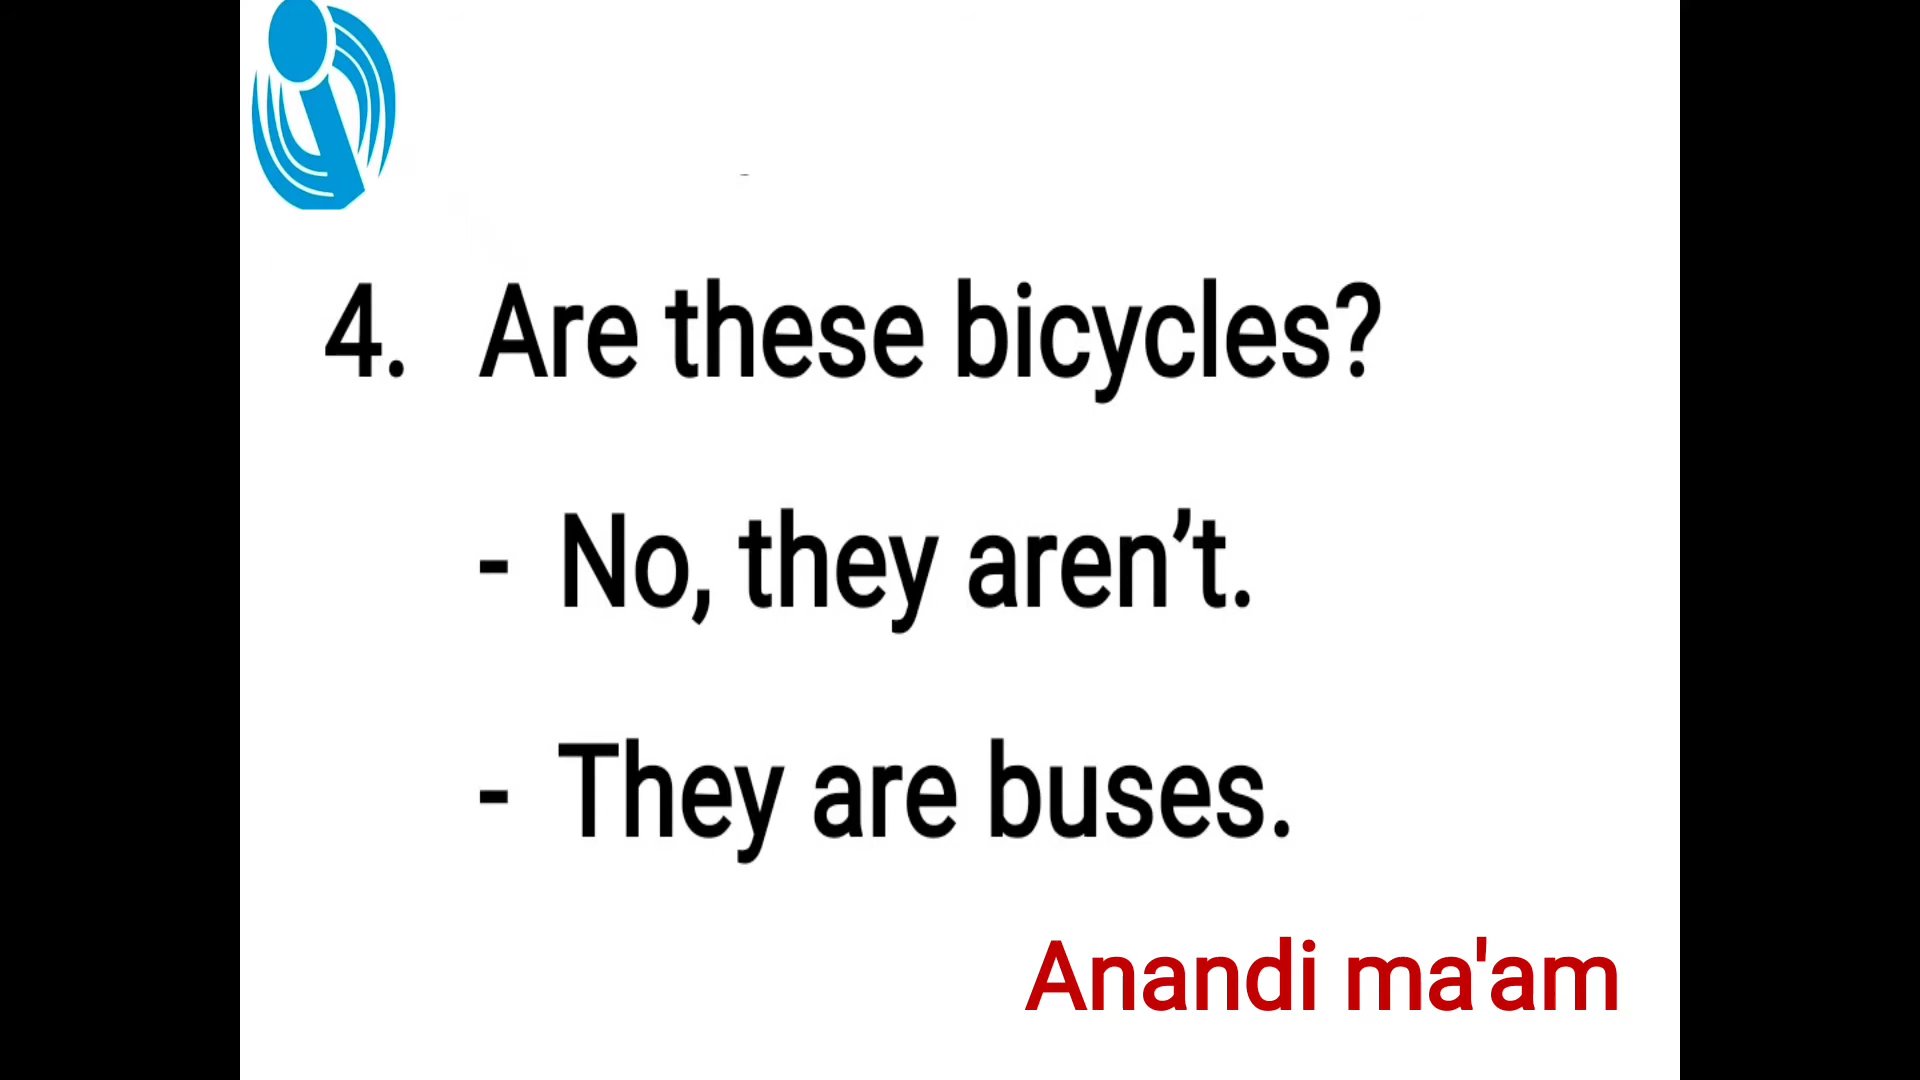 4. Are these bicycles?
- No, they aren’t.
- They are buses.
Anandi ma'am